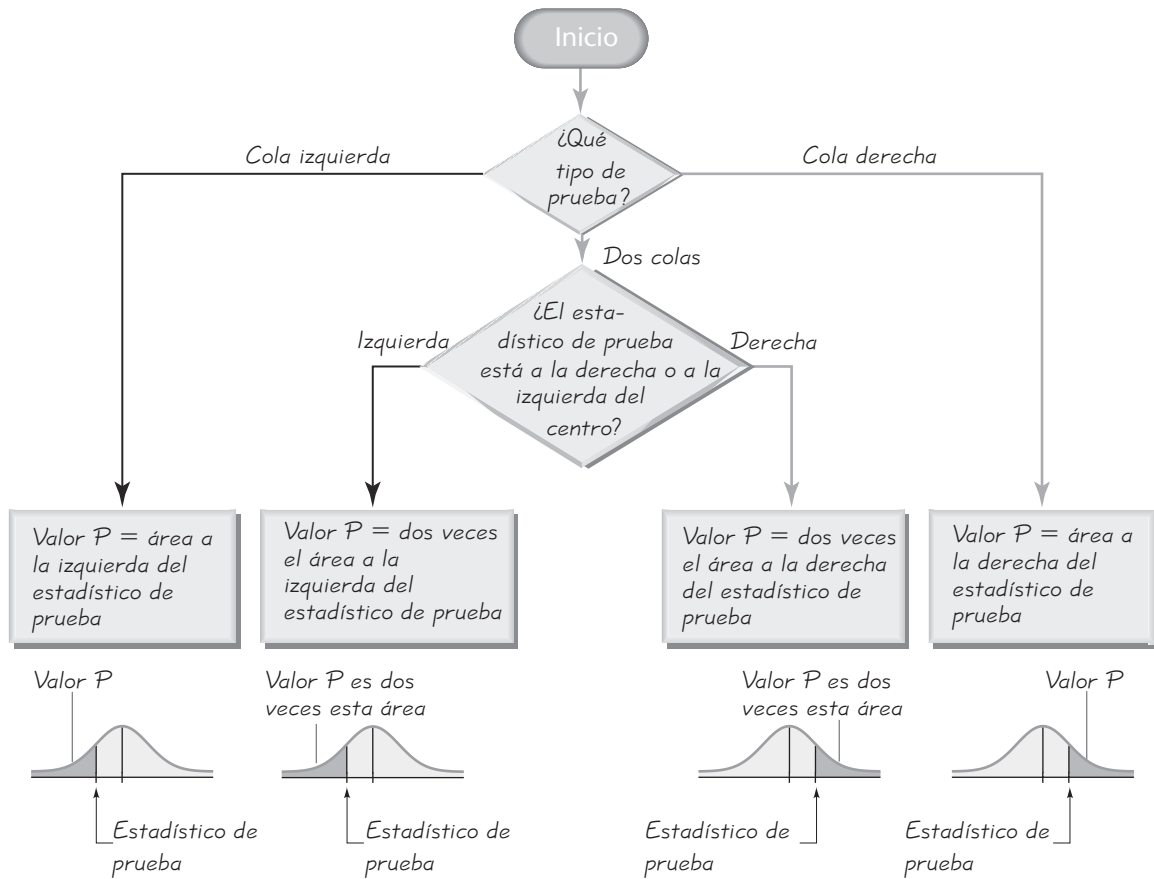 Inicio
¿Qué
tipo de
prueba?
Cola izquierda
Cola derecha
Dos colas
¿El esta-
dístico de prueba
está a la derecha o a la
izquierda del
centro?
Izquierda
Derecha
Valor P = área a
la izquierda del
estadístico de
prueba
Valor P = dos veces
el área a la
izquierda del
estadístico de prueba
Valor P = dos veces
el área a la derecha
del estadístico de
prueba
Valor P = área a
la derecha del
estadístico de
prueba
Valor P
Valor P es dos
veces esta área
Valor P es dos
veces esta área
Valor P
Estadístico de
prueba
Estadístico de
prueba
Estadístico de
prueba
Estadístico de
prueba